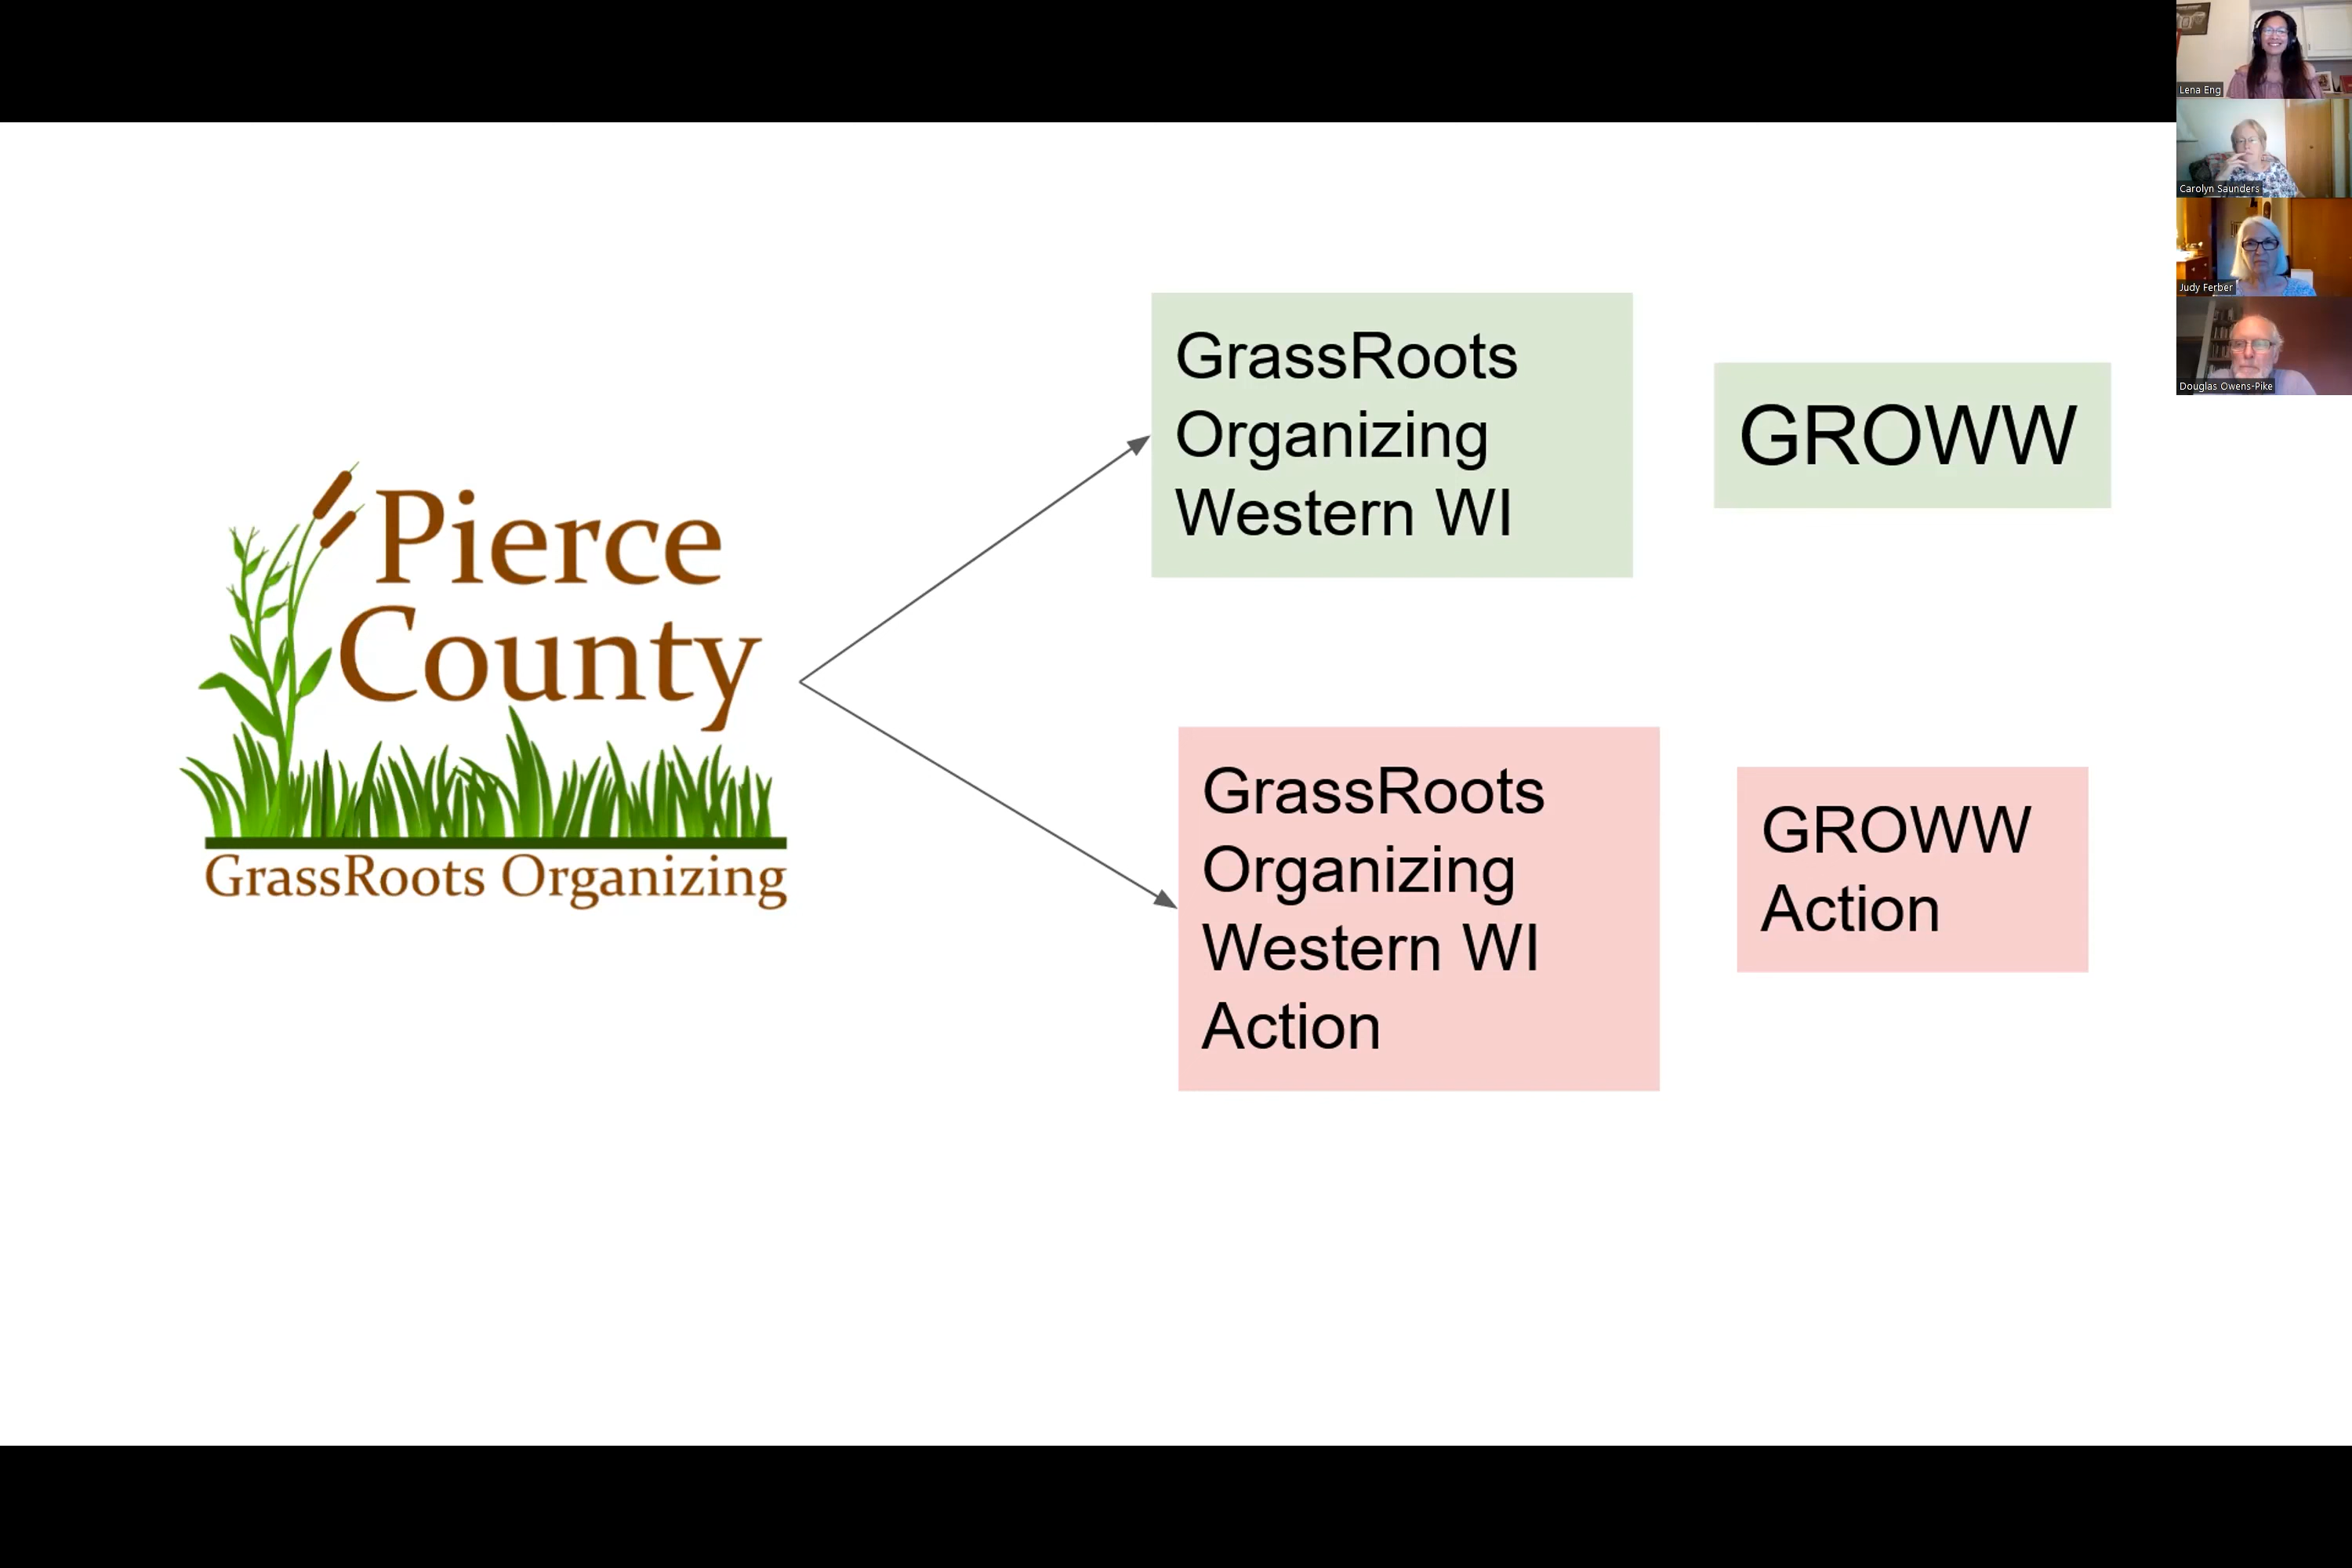 Pierce
County
GrassRoots Organizing
GrassRoots
Organizing
Western WI
GROWW
GrassRoots
Organizing
Western WI
Action
GROWW
Action
Lena Eng
Carolyn Saunders
Judy Ferber
Douglas Owens-Pike